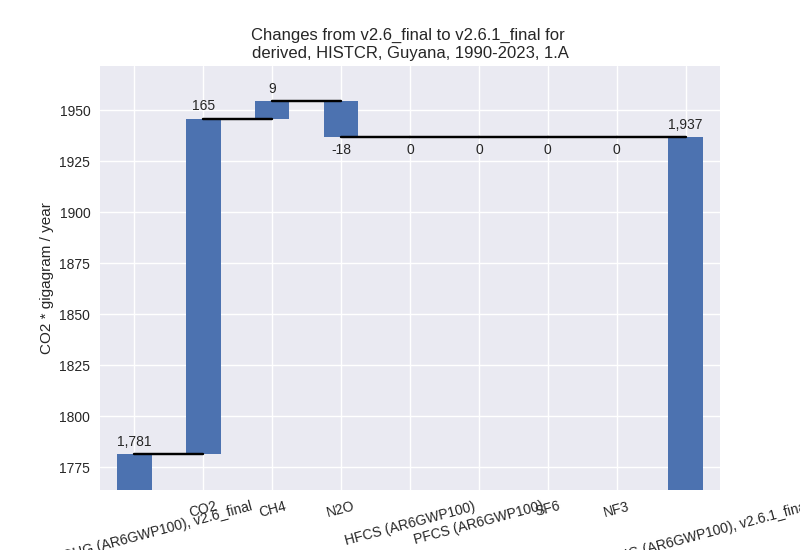 Changes from v2.6_final to v2.6.1_final for
derived, HISTCR, Guyana, 1990-2023, 1.A
CO2 * gigagram / year
1950
1925
1900
1875
1850
1825
1800
1775
1,781
165
9
-18
0
0
0
0
1,937
(AR6GWP100), v2.6_final
CO2
CH4
N2O
HFCS (AR6GWP100)
PFCS (AR6GWP100)
SF6
NF3
(AR6GWP100), v2.6.1_fina